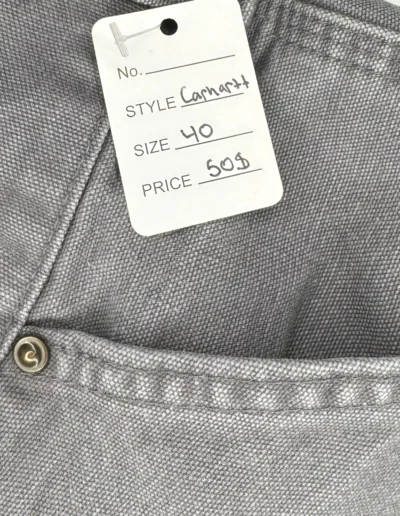 No.
STYLE Carhartt
SIZE 40
PRICE 50$